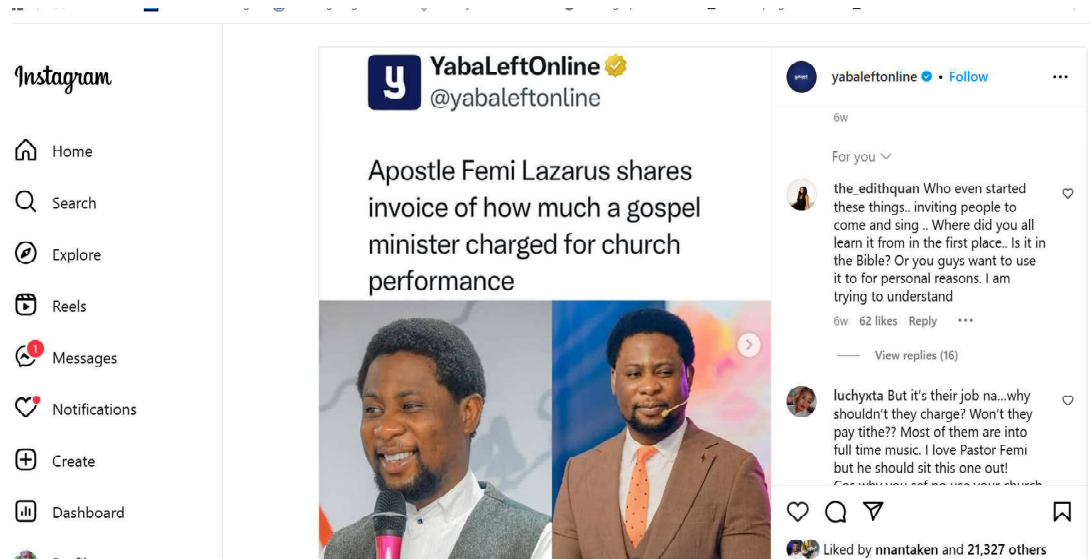 Instagram
Home
Search
Explore
Reels
1
Messages
Notifications
Create
Dashboard
y
YabaLeftOnline
@yabaleftonline
Apostle Femi Lazarus shares
invoice of how much a gospel
minister charged for church
performance
yabaleftonline • Follow
6w
For you
the_edithquan Who even started
these things.. inviting people to
come and sing .. Where did you all
learn it from in the first place.. Is it in
the Bible? Or you guys want to use
it to for personal reasons. I am
trying to understand
6w 62 likes Reply
View replies (16)
luchyxta But it's their job na...why
shouldn't they charge? Won't they
pay tithe?? Most of them are into
full time music. I love Pastor Femi
but he should sit this one out!
Liked by nnantaken and 21,327 others